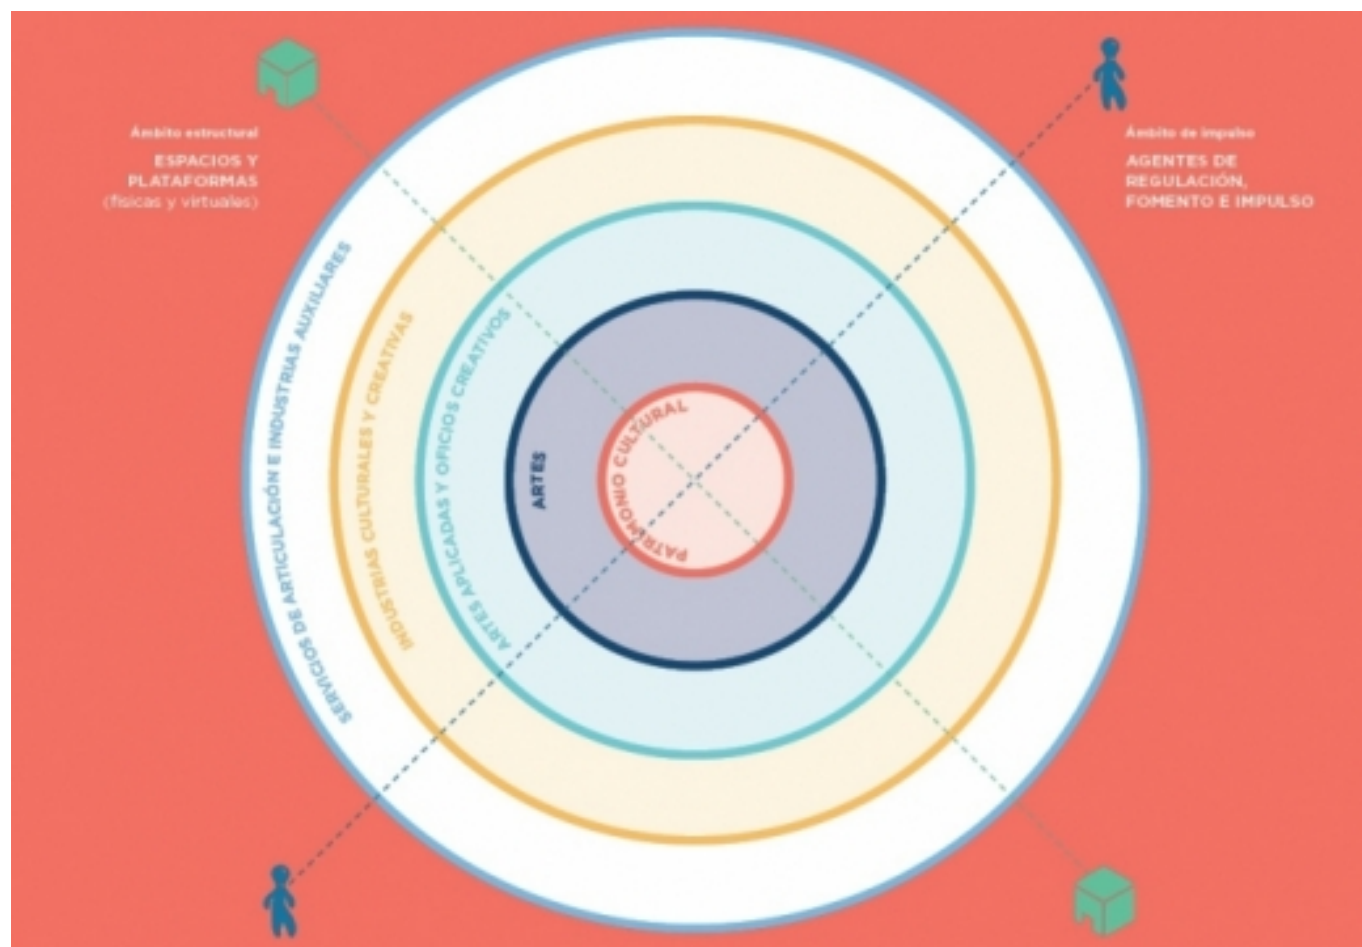 Ámbito estructural
ESPACIOS Y
PLATAFORMAS
(físicas y virtuales)
Ámbito de impulso
AGENTES DE
REGULACIÓN,
FOMENTO E IMPULSO
SERVICIOS DE ARTICULACIÓN E INDUSTRIAS AUXILIARES
INDUSTRIAS CULTURALES Y CREATIVAS
ARTES APLICADAS Y OFICIOS CREATIVOS
ARTES
PATRIMONIO CULTURAL